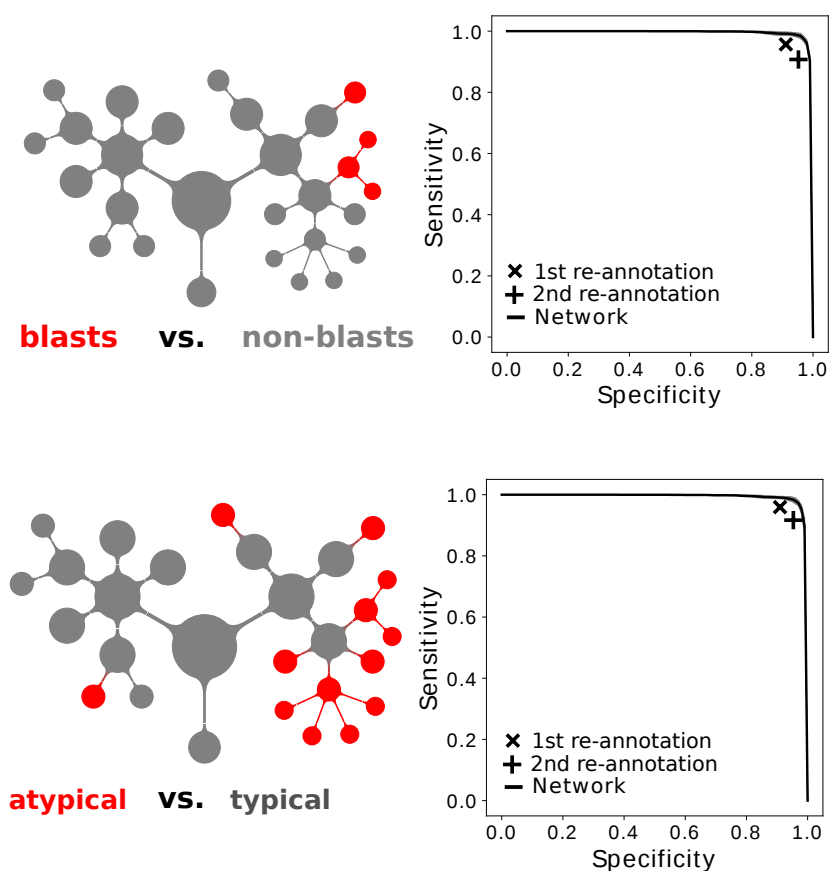 1.0
0.8
0.6
0.4
0.2
0.0
Sensitivity
1st re-annotation
2nd re-annotation
Network
0.0 0.2 0.4 0.6 0.8 1.0
Specificity
blasts vs. non-blasts
1.0
0.8
0.6
0.4
0.2
0.0
Sensitivity
1st re-annotation
2nd re-annotation
Network
0.0 0.2 0.4 0.6 0.8 1.0
Specificity
atypical vs. typical